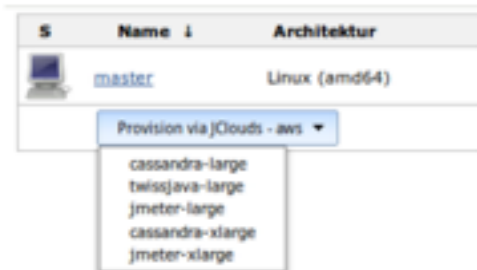 S Name ↓ Architektur
master Linux (amd64)
Provision via JClouds - aws ▼
cassandra-large
twissjava-large
jmeter-large
cassandra-xlarge
jmeter-xlarge